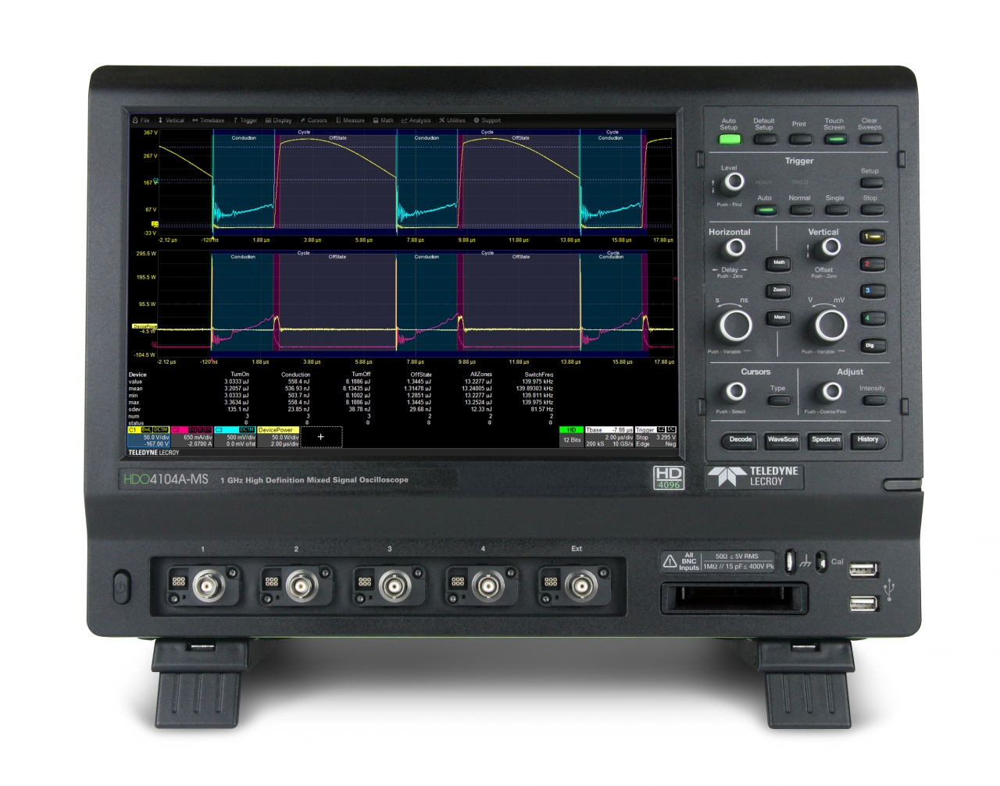 File Vertical Timebase Trigger Display Cursors Measure Math Analysis Utilities Support
367 V
267 V
167 V
67 V
-33 V
Cycle Cycle Cycle
Conduction OffState Conduction OffState Conduction
C1
-2.12 µs -120 ns 1.88 µs 3.88 µs 5.88 µs 7.88 µs 9.88 µs 11.88 µs 13.88 µs 15.88 µs 17.88 µs
295.5 W
195.5 W
95.5 W
DevicePower
-4.5 W
-104.5 W
Cycle Cycle Cycle
Conduction OffState Conduction OffState Conduction
-2.12 µs -120 ns 1.88 µs 3.88 µs 5.88 µs 7.88 µs 9.88 µs 11.88 µs 13.88 µs 15.88 µs 17.88 µs
Device TurnOn Conduction TurnOff OffState AllZones SwitchFreq
value 3.0333 µJ 558.4 nJ 8.1886 µJ 1.3445 µJ 13.2277 µJ 139.975 kHz
mean 3.2057 µJ 536.93 nJ 8.13435 µJ 1.31478 µJ 13.24005 µJ 139.89303 kHz
min 3.0333 µJ 503.7 nJ 8.1002 µJ 1.2851 µJ 13.2277 µJ 139.811 kHz
max 3.3634 µJ 558.4 nJ 8.1886 µJ 1.3445 µJ 13.2524 µJ 139.975 kHz
sdev 135.1 nJ 23.85 nJ 38.78 nJ 29.68 nJ 12.33 nJ 81.57 Hz
num 3 3 3 2 2 2
status
C1 BwL DC1M C2 C3 DC1M DevicePower HD Tbase -7.88 µs Trigger C2 DC
50.0 V/div 650 mA/div 500 mV/div 50.0 W/div + 12 Bits 2.00 µs/div Stop 3.295 V
-167.00 V -2.0700 A 0.0 mV ofst 2.00 µs/div 200 kS 10 GS/s Edge Neg
TELEDYNE LECROY
HDO4104A-MS 1 GHz High Definition Mixed Signal Oscilloscope
HD
4096
Auto Setup
Default Setup
Print
Touch Screen
Clear Sweeps
Trigger
Level
READY TRIG'D
Setup
Push - Find
Auto Normal Single Stop
Horizontal Vertical
1
Math
2
Delay Offset
Push - Zero Push - Zero
Zoom
3
s ns V mV
Mem
4
Push - Variable Push - Variable
Dig
Cursors Adjust
Type Intensity
Push - Select Push - Coarse/Fine
Decode WaveScan Spectrum History
TELEDYNE
LECROY
1 2 3 4 Ext
All
BNC
Inputs
50Ω ≤ 5V RMS
1MΩ // 15 pF ≤ 400V Pk
Cal